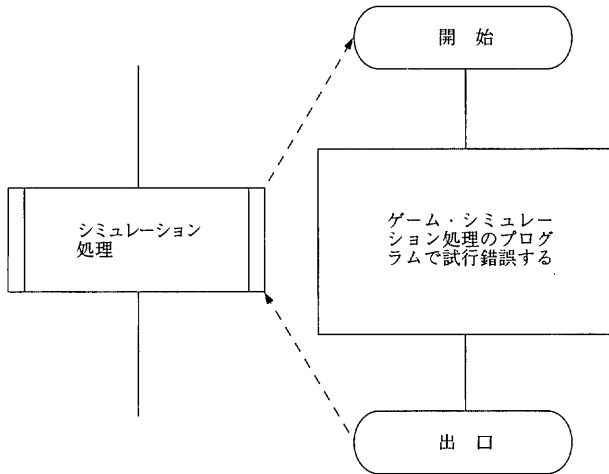 開始
シミュレーション
処理
ゲーム・シミュレー
ション処理のプログ
ラムで試行錯誤する
出口